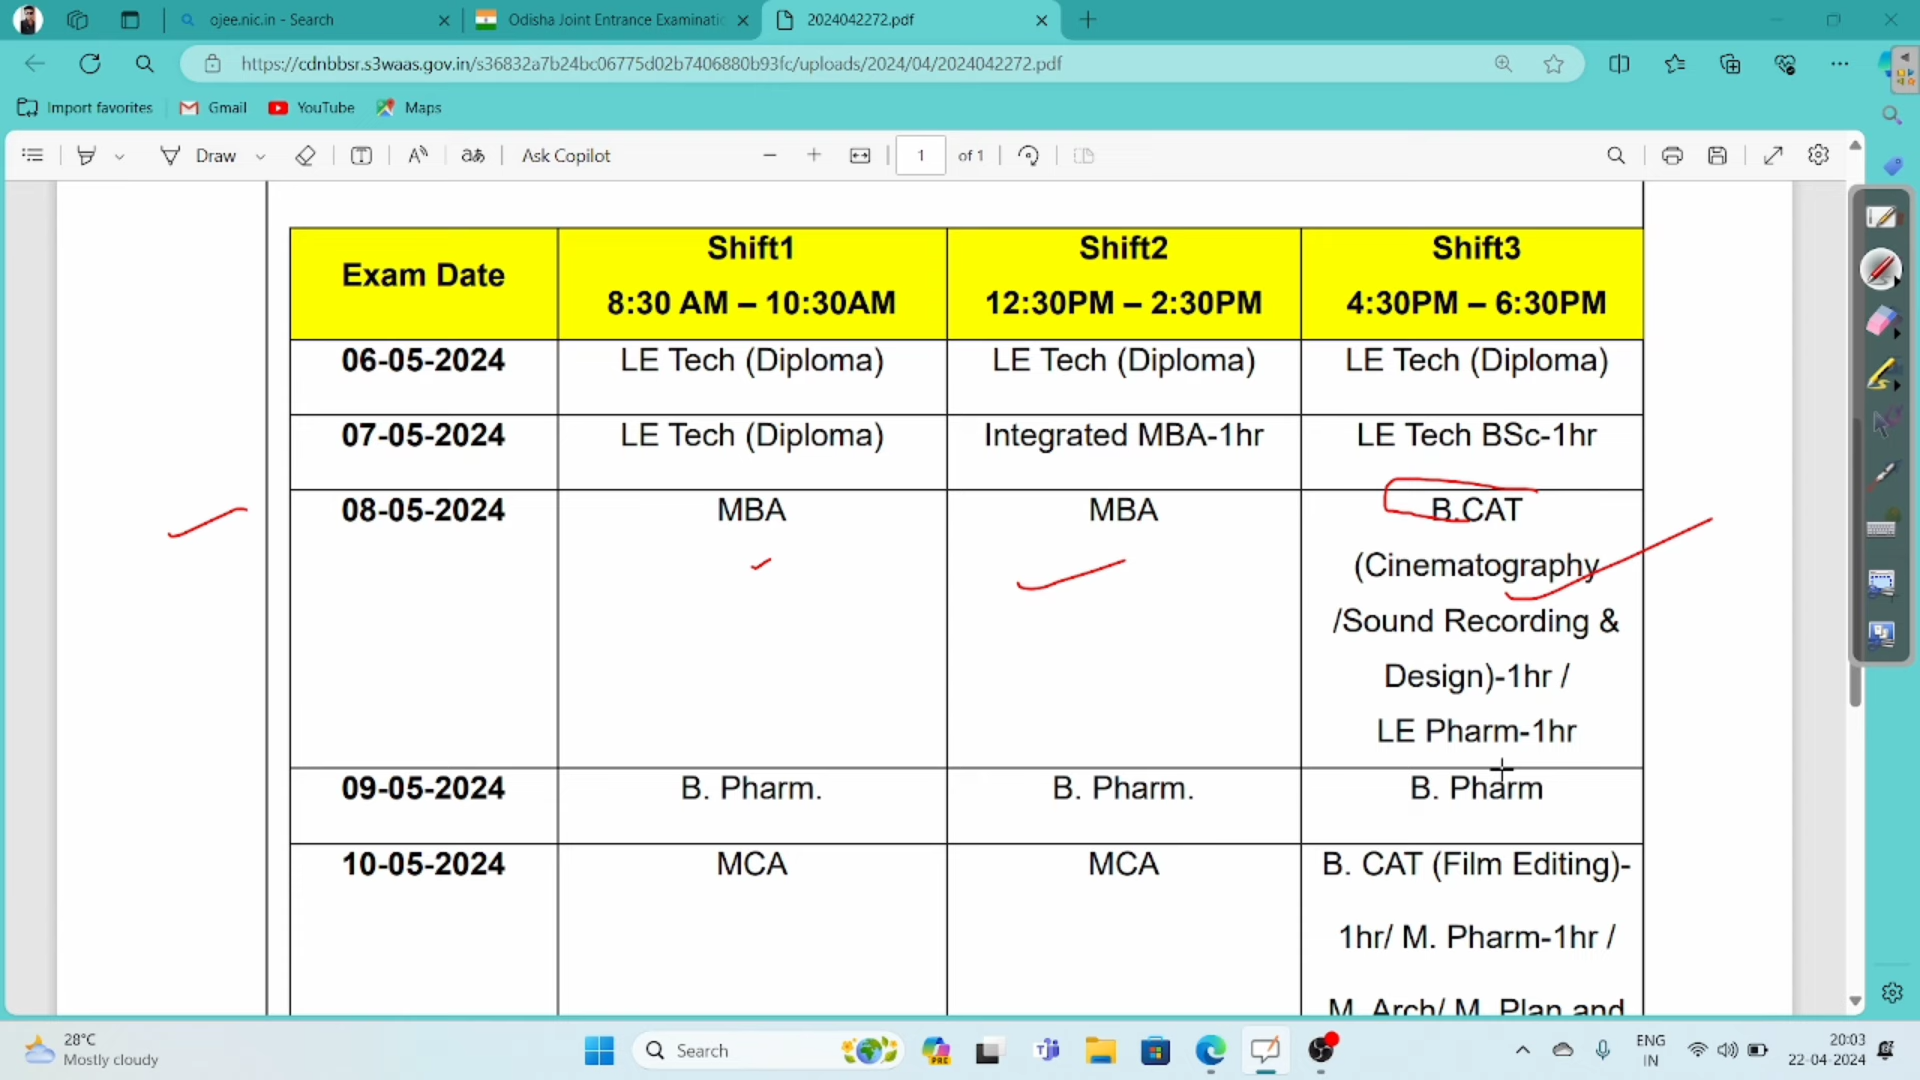 ojee.nic.in - Search
Odisha Joint Entrance Examinatic
2024042272.pdf
https://cdnbbsr.s3waas.gov.in/s36832a7b24bc06775d02b7406880b93fc/uploads/2024/04/2024042272.pdf
Import favorites
Gmail
YouTube
Maps
Draw
Ask Copilot
1
of 1
Exam Date
Shift1
8:30 AM – 10:30AM
Shift2
12:30PM – 2:30PM
Shift3
4:30PM – 6:30PM
06-05-2024
LE Tech (Diploma)
LE Tech (Diploma)
LE Tech (Diploma)
07-05-2024
LE Tech (Diploma)
Integrated MBA-1hr
LE Tech BSc-1hr
08-05-2024
MBA
MBA
B.CAT
(Cinematography
/Sound Recording &
Design)-1hr /
LE Pharm-1hr
09-05-2024
B. Pharm.
B. Pharm.
B. Pharm
10-05-2024
MCA
MCA
B. CAT (Film Editing)-
1hr/ M. Pharm-1hr /
M. Arch/ M. Plan and
28°C
Mostly cloudy
Search
ENG
IN
20:03
22-04-2024